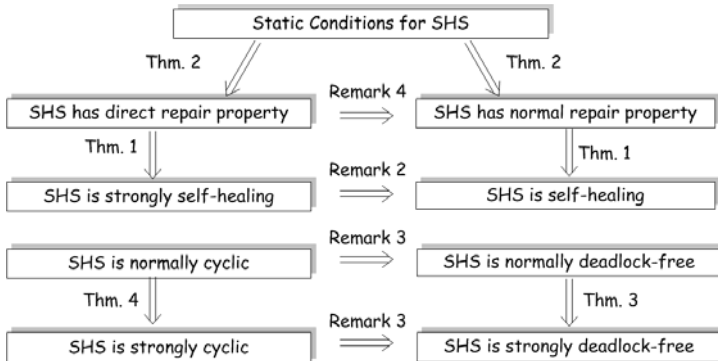 Static Conditions for SHS
Thm. 2
Thm. 2
SHS has direct repair property
Remark 4
SHS has normal repair property
Thm. 1
Thm. 1
SHS is strongly self-healing
Remark 2
SHS is self-healing
SHS is normally cyclic
Remark 3
SHS is normally deadlock-free
Thm. 4
Thm. 3
SHS is strongly cyclic
Remark 3
SHS is strongly deadlock-free